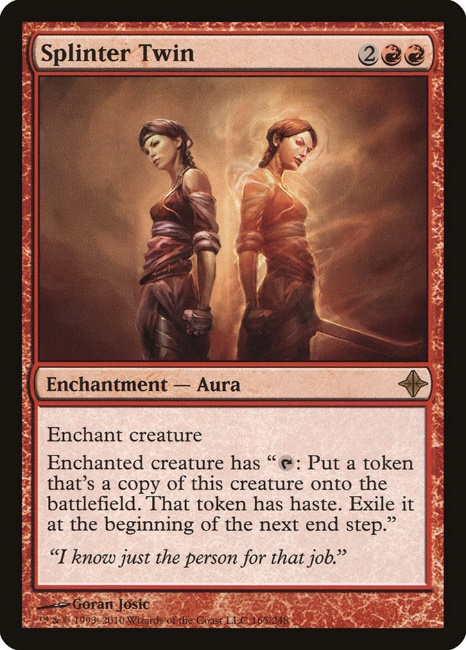 Splinter Twin 2
Enchantment — Aura
Enchant creature
Enchanted creature has “: Put a token
that’s a copy of this creature onto the
battlefield. That token has haste. Exile it
at the beginning of the next end step.”
“I know just the person for that job.”
Goran Josic
™ & © 1993–2010 Wizards of the Coast LLC 165/248